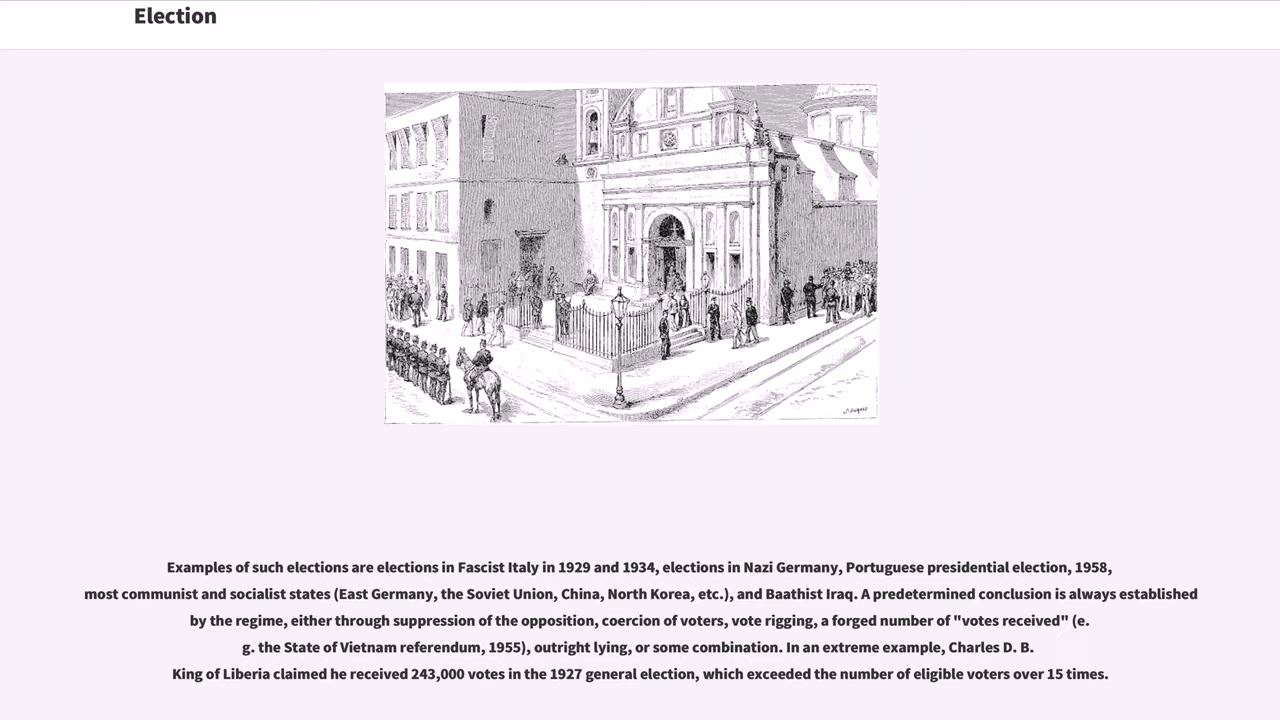 Election
Examples of such elections are elections in Fascist Italy in 1929 and 1934, elections in Nazi Germany, Portuguese presidential election, 1958,
most communist and socialist states (East Germany, the Soviet Union, China, North Korea, etc.), and Baathist Iraq. A predetermined conclusion is always established
by the regime, either through suppression of the opposition, coercion of voters, vote rigging, a forged number of "votes received" (e.
g. the State of Vietnam referendum, 1955), outright lying, or some combination. In an extreme example, Charles D. B.
King of Liberia claimed he received 243,000 votes in the 1927 general election, which exceeded the number of eligible voters over 15 times.